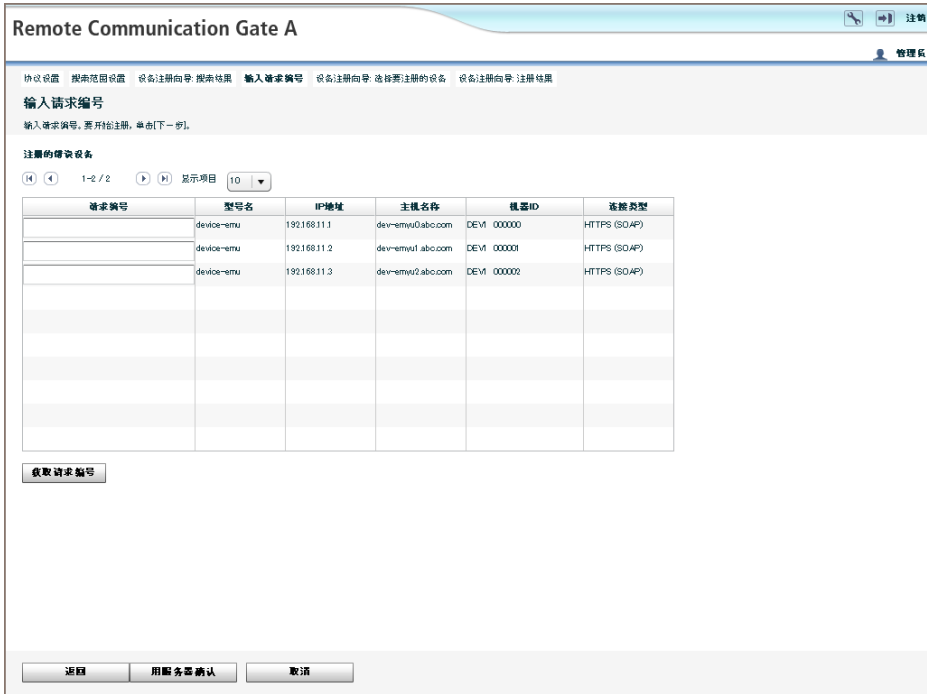 Remote Communication Gate A
注销
管理员
协议设置 搜索范围设置 设备注册向导: 搜索结果 输入请求编号 设备注册向导: 选择要注册的设备 设备注册向导: 注册结果
输入请求编号
输入请求编号。要开始注册，单击[下一步]。
注册的错误设备
1-2 / 2 显示项目 10
请求编号 型号名 IP地址 主机名称 机器ID 连接类型
device-emu 192.168.11.1 dev-emyu0.abc.com DEV1 000000 HTTPS (SOAP)
device-emu 192.168.11.2 dev-emyu1.abc.com DEV1 000001 HTTPS (SOAP)
device-emu 192.168.11.3 dev-emyu2.abc.com DEV1 000002 HTTPS (SOAP)
获取请求编号
返回 用服务器确认 取消